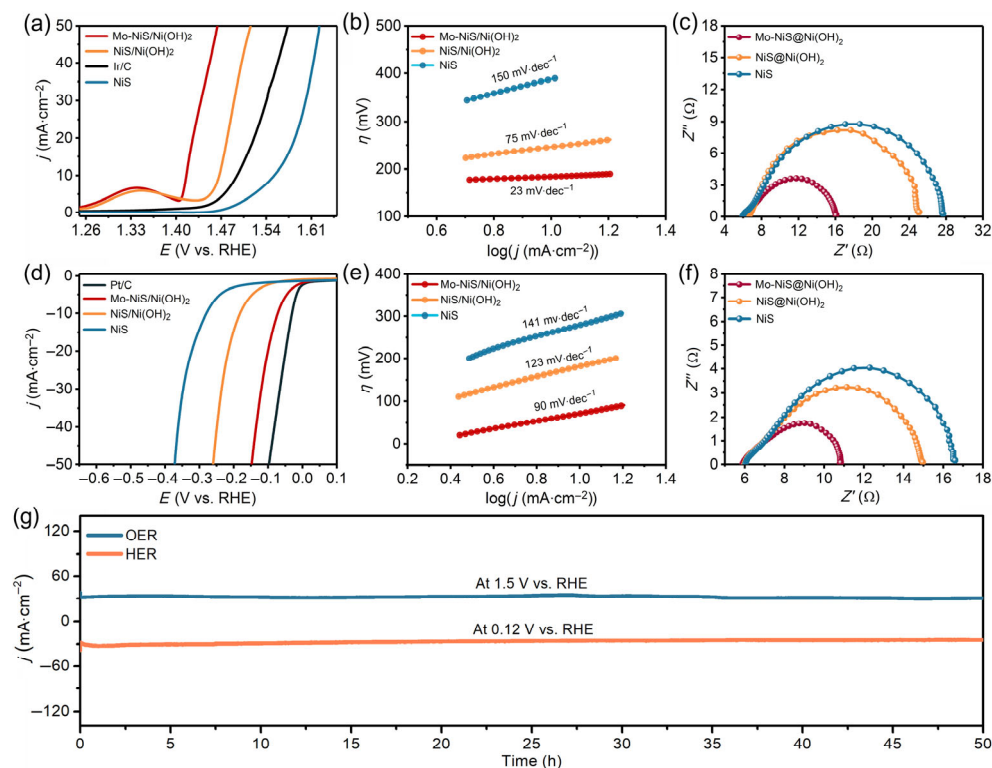 (a)
50
40
30
20
10
0
j (mA·cm⁻²)
Mo-NiS/Ni(OH)2
NiS/Ni(OH)2
Ir/C
NiS
1.26 1.33 1.40 1.47 1.54 1.61
E (V vs. RHE)
(b)
500
400
300
200
100
η (mV)
Mo-NiS/Ni(OH)2
NiS/Ni(OH)2
NiS
150 mV·dec⁻¹
75 mV·dec⁻¹
23 mV·dec⁻¹
0.4 0.6 0.8 1.0 1.2 1.4
log(j (mA·cm⁻²))
(c)
18
15
12
9
6
3
0
Z″ (Ω)
Mo-NiS@Ni(OH)₂
NiS@Ni(OH)₂
NiS
4 8 12 16 20 24 28 32
Z′ (Ω)
(d)
0
−10
−20
−30
−40
−50
j (mA·cm⁻²)
Pt/C
Mo-NiS/Ni(OH)2
NiS/Ni(OH)2
NiS
−0.6 −0.5 −0.4 −0.3 −0.2 −0.1 0.0 0.1
E (V vs. RHE)
(e)
400
300
200
100
0
η (mV)
Mo-NiS/Ni(OH)2
NiS/Ni(OH)2
NiS
141 mv·dec⁻¹
123 mV·dec⁻¹
90 mV·dec⁻¹
0.2 0.4 0.6 0.8 1.0 1.2 1.4
log(j (mA·cm⁻²))
(f)
8
7
6
5
4
3
2
1
0
Z″ (Ω)
Mo-NiS@Ni(OH)₂
NiS@Ni(OH)₂
NiS
6 8 10 12 14 16 18
Z′ (Ω)
(g)
120
60
0
−60
−120
j (mA·cm⁻²)
OER
HER
At 1.5 V vs. RHE
At 0.12 V vs. RHE
0 5 10 15 20 25 30 35 40 45 50
Time (h)